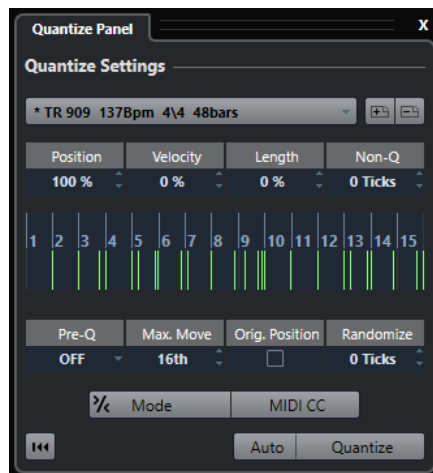 Quantize Panel X
Quantize Settings
* TR 909 137Bpm 4\4 48bars
Position Velocity Length Non-Q
100 % 0 % 0 % 0 Ticks
1 2 3 4 5 6 7 8 9 10 11 12 13 14 15
Pre-Q Max. Move Orig. Position Randomize
OFF 16th 0 Ticks
Mode MIDI CC
Auto Quantize